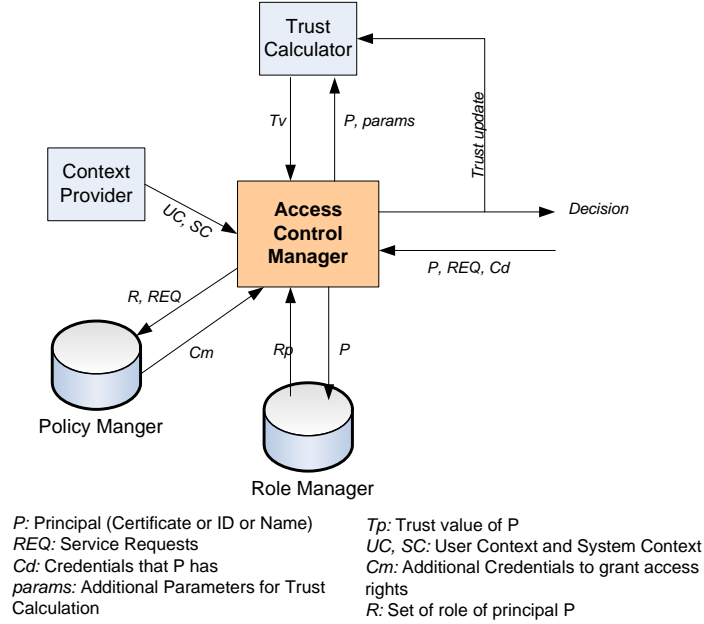 Trust
Calculator
Tv
P, params
Trust update
Context
Provider
UC, SC
Access
Control
Manager
Decision
P, REQ, Cd
R, REQ
Cm
Rp
P
Policy Manger
Role Manager
P: Principal (Certificate or ID or Name)
REQ: Service Requests
Cd: Credentials that P has
params: Additional Parameters for Trust
Calculation
Tp: Trust value of P
UC, SC: User Context and System Context
Cm: Additional Credentials to grant access
rights
R: Set of role of principal P